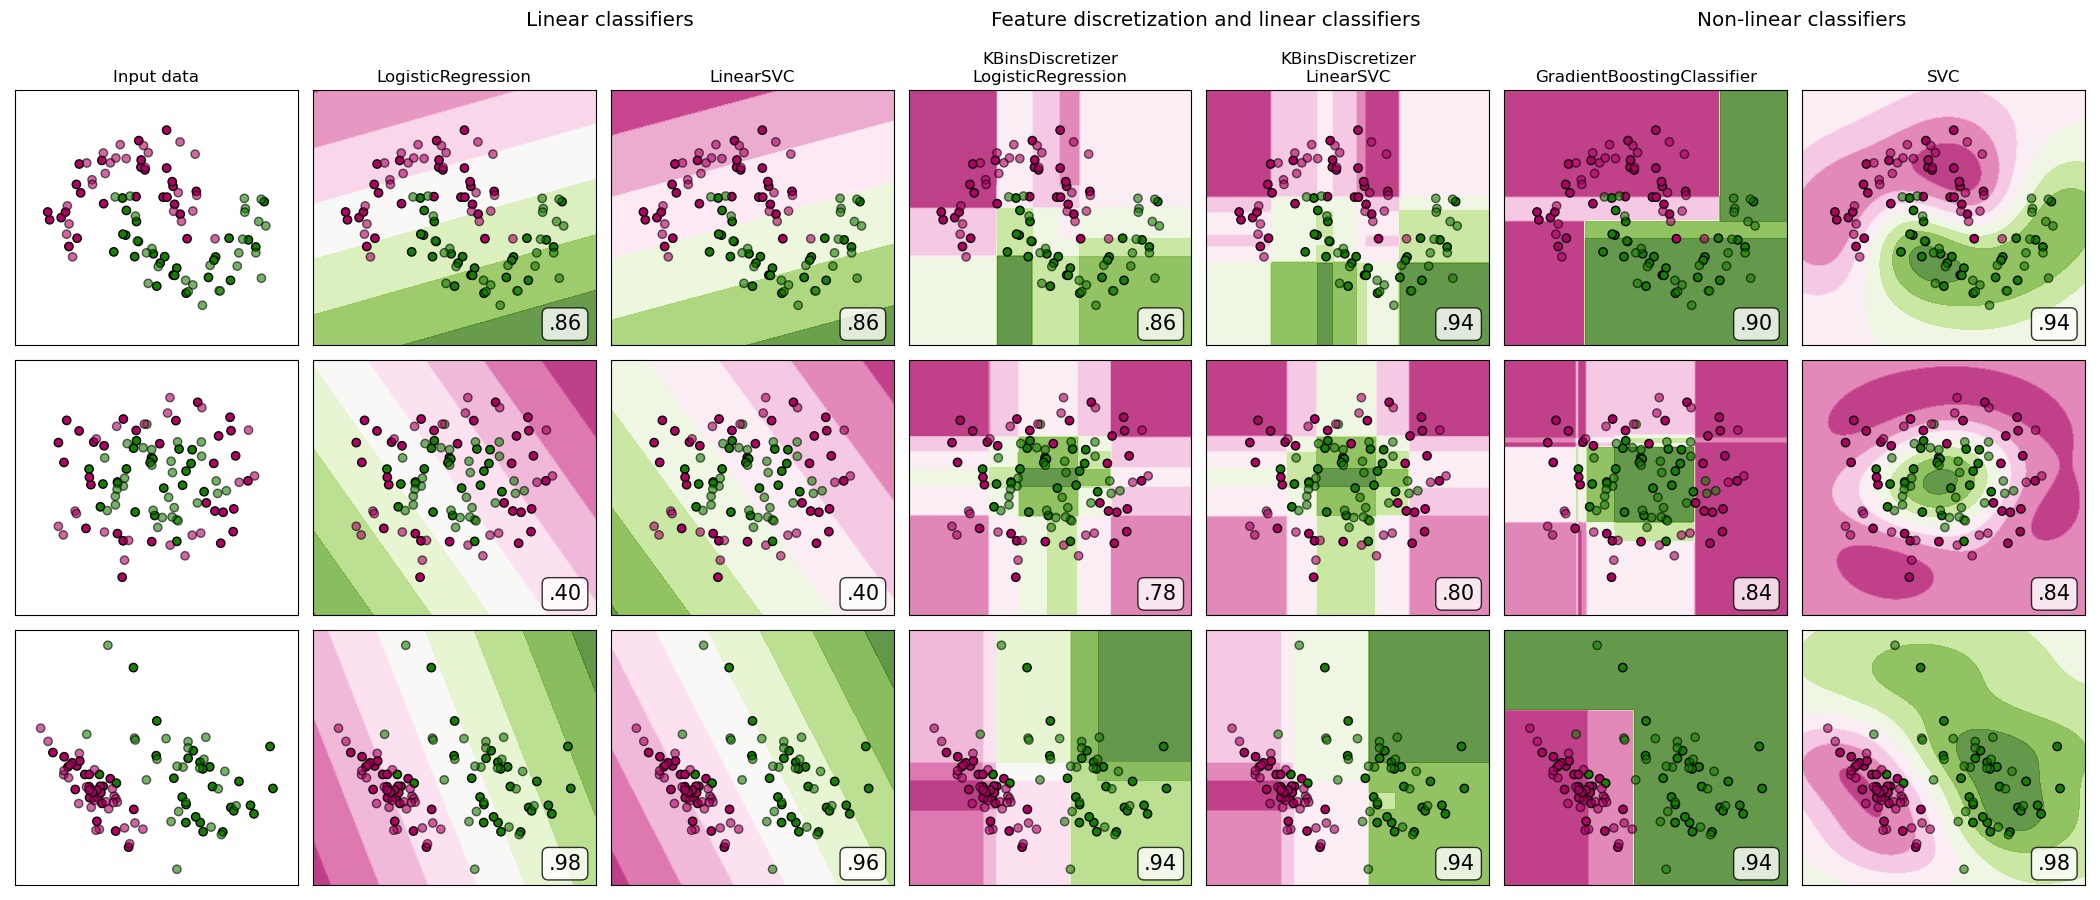 Linear classifiers
Feature discretization and linear classifiers
Non-linear classifiers
Input data
LogisticRegression
LinearSVC
KBinsDiscretizer
LogisticRegression
KBinsDiscretizer
LinearSVC
GradientBoostingClassifier
SVC
.86
.86
.86
.94
.90
.94
.40
.40
.78
.80
.84
.84
.98
.96
.94
.94
.94
.98